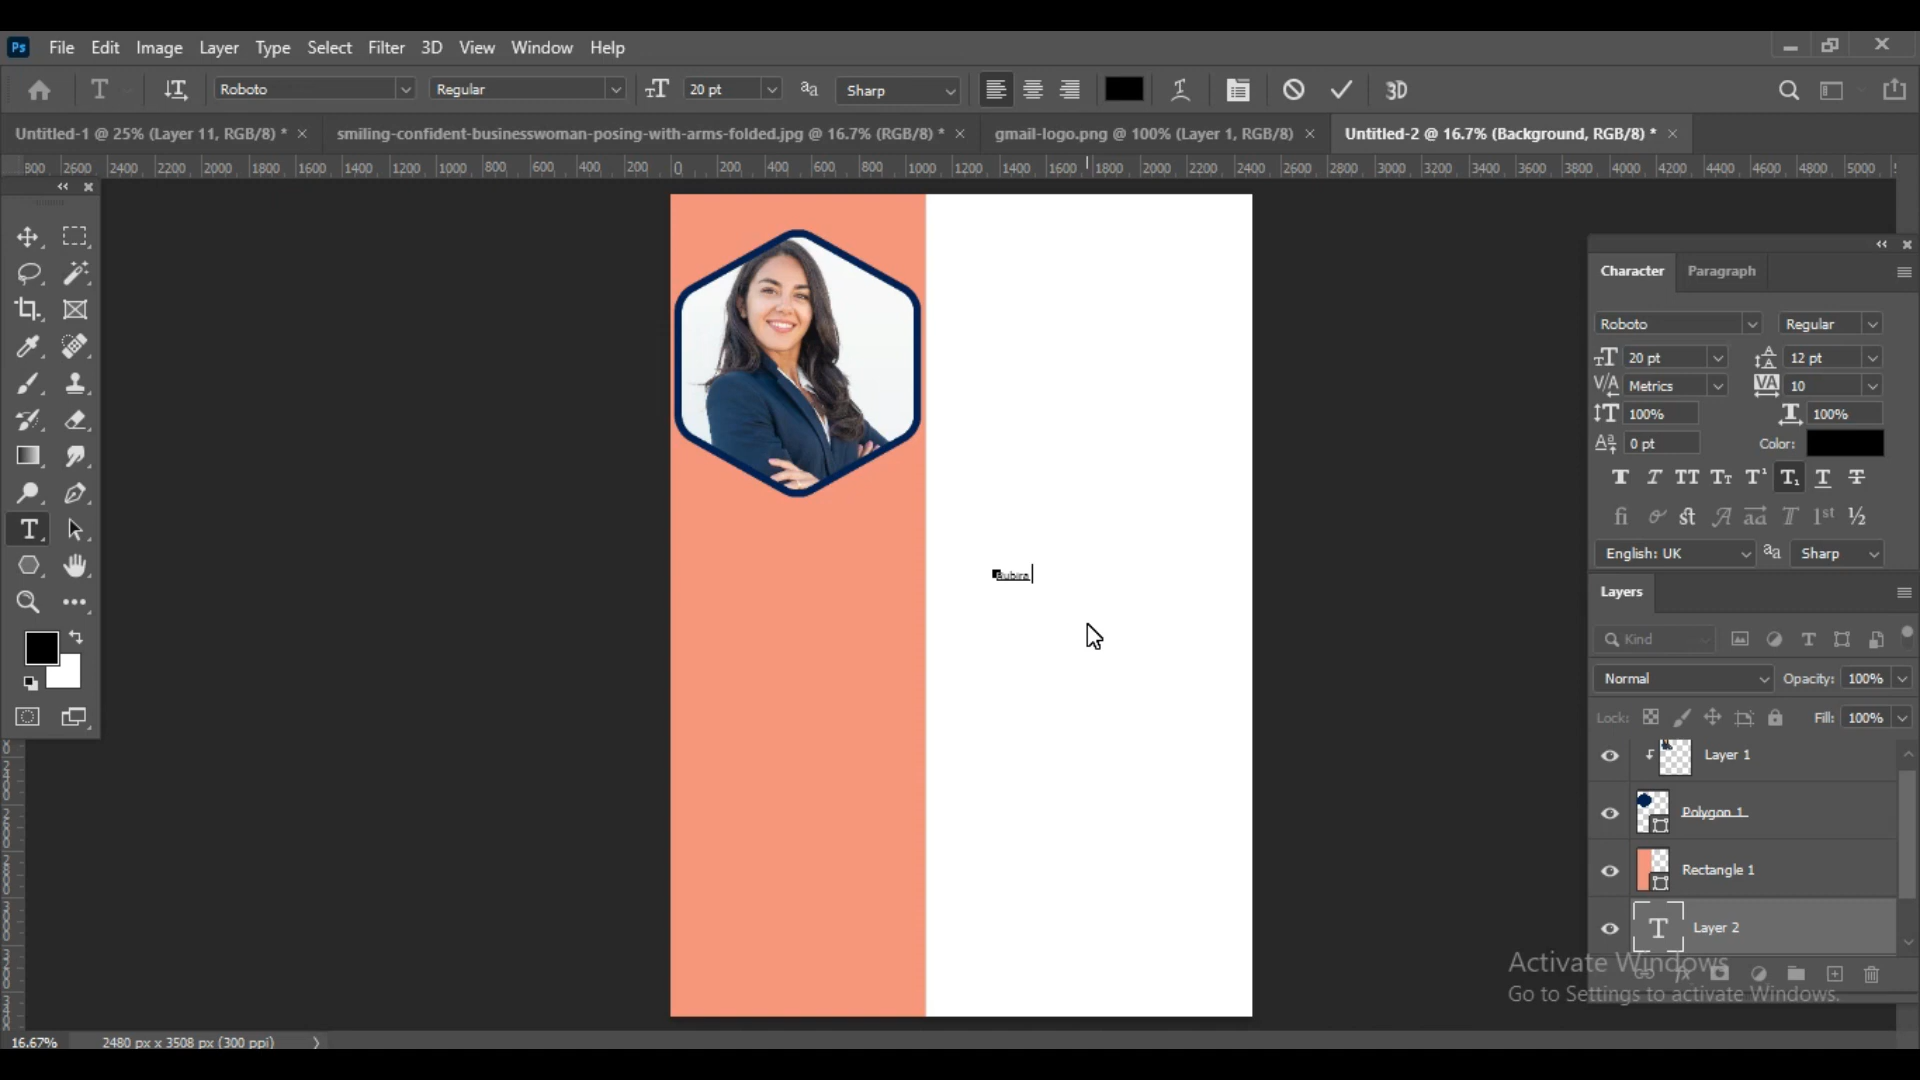 Ps File Edit Image Layer Type Select Filter 3D View Window Help
T Roboto Regular 20 pt aa Sharp 3D
Untitled-1 @ 25% (Layer 11, RGB/8) * × smiling-confident-businesswoman-posing-with-arms-folded.jpg @ 16.7% (RGB/8) * × gmail-logo.png @ 100% (Layer 1, RGB/8) × Untitled-2 @ 16.7% (Background, RGB/8) * ×
800 2600 2400 2200 2000 1800 1600 1400 1200 1000 800 600 400 200 0 200 400 600 800 1000 1200 1400 1600 1800 2000 2200 2400 2600 2800 3000 3200 3400 3600 3800 4000 4200 4400 4600 4800 5000
Character Paragraph
Roboto Regular
20 pt 12 pt
Metrics 10
100% 100%
0 pt Color:
English: UK aa Sharp
Rubira
Layers
Kind
Normal Opacity: 100%
Lock: Fill: 100%
Layer 1
Polygon 1
Rectangle 1
T Layer 2
Activate Windows
Go to Settings to activate Windows.
16.67% 2480 px x 3508 px (300 ppi)